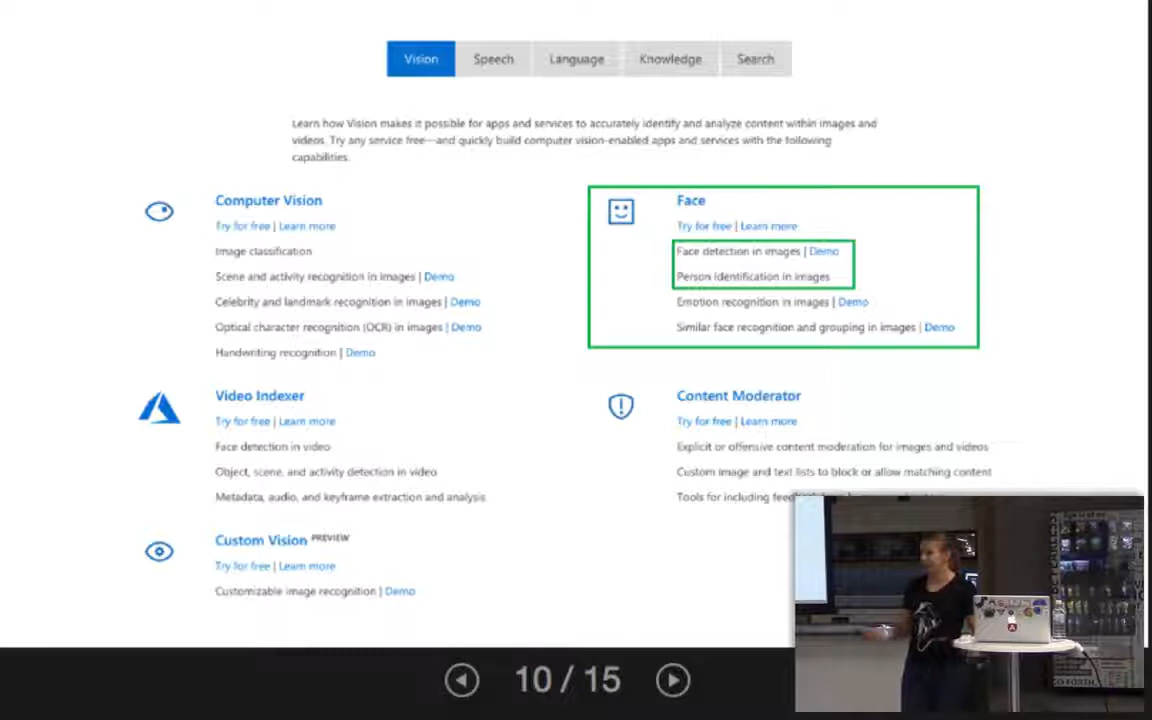 Vision
Speech
Language
Knowledge
Search
Learn how Vision makes it possible for apps and services to accurately identify and analyze content within images and
videos. Try any service free—and quickly build computer vision-enabled apps and services with the following
capabilities.
Computer Vision
Try for free | Learn more
Image classification
Scene and activity recognition in images | Demo
Celebrity and landmark recognition in images | Demo
Optical character recognition (OCR) in images | Demo
Handwriting recognition | Demo
Face
Try for free | Learn more
Face detection in images | Demo
Person identification in images
Emotion recognition in images | Demo
Similar face recognition and grouping in images | Demo
Video Indexer
Try for free | Learn more
Face detection in video
Object, scene, and activity detection in video
Metadata, audio, and keyframe extraction and analysis
Content Moderator
Try for free | Learn more
Explicit or offensive content moderation for images and videos
Custom image and text lists to block or allow matching content
Tools for including
Custom Vision PREVIEW
Try for free | Learn more
Customizable image recognition | Demo
10 / 15